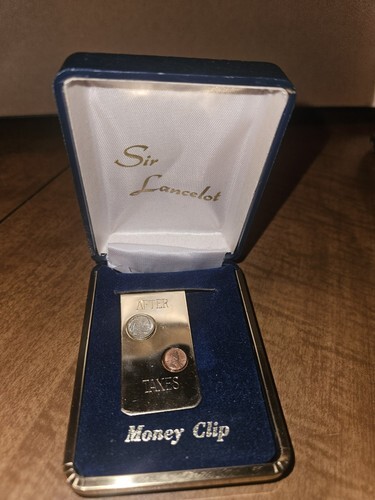 Sir
Lancelot
AFTER
TAXES
Money Clip